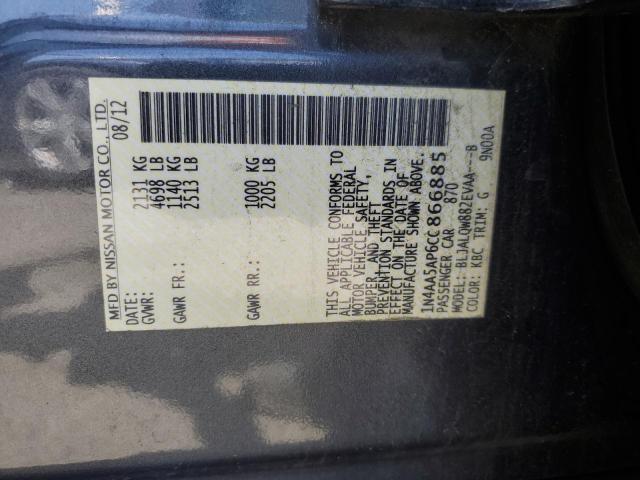 MFD BY NISSAN MOTOR CO., LTD.
DATE: 08/12
GVWR: 2131 KG
4698 LB
GAWR FR: 1140 KG
2513 LB
GAWR RR: 1000 KG
2205 LB
THIS VEHICLE CONFORMS TO
ALL APPLICABLE FEDERAL
MOTOR VEHICLE SAFETY,
BUMPER, AND THEFT
PREVENTION STANDARDS IN
EFFECT ON THE DATE OF
MANUFACTURE SHOWN ABOVE.
1N4AA5AP6CC866885
PASSENGER CAR 870
MODEL: BLJALQW882EVAA---B
COLOR: KBC TRIM: G 9N00A